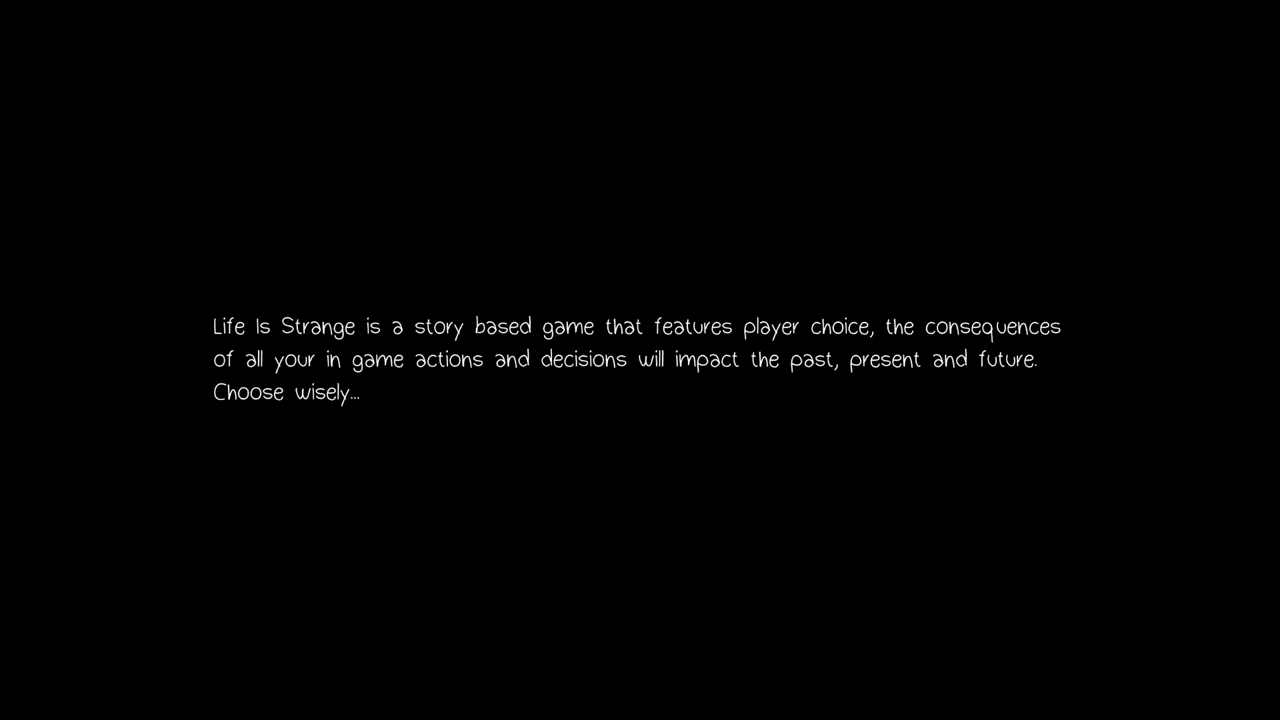 Life Is Strange is a story based game that features player choice, the consequences
of all your in game actions and decisions will impact the past, present and future.
Choose wisely...